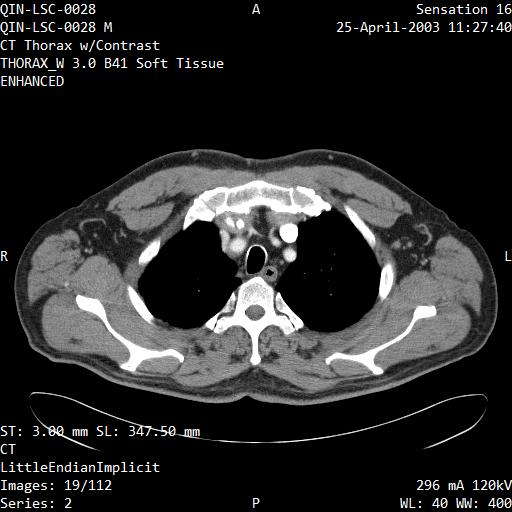 QIN-LSC-0028
A
Sensation 16
QIN-LSC-0028 M
25-April-2003 11:27:40
CT Thorax w/Contrast
THORAX_W 3.0 B41 Soft Tissue
ENHANCED
R
L
ST: 3.00 mm SL: 347.50 mm
CT
LittleEndianImplicit
Images: 19/112
296 mA 120kV
Series: 2
P
WL: 40 WW: 400